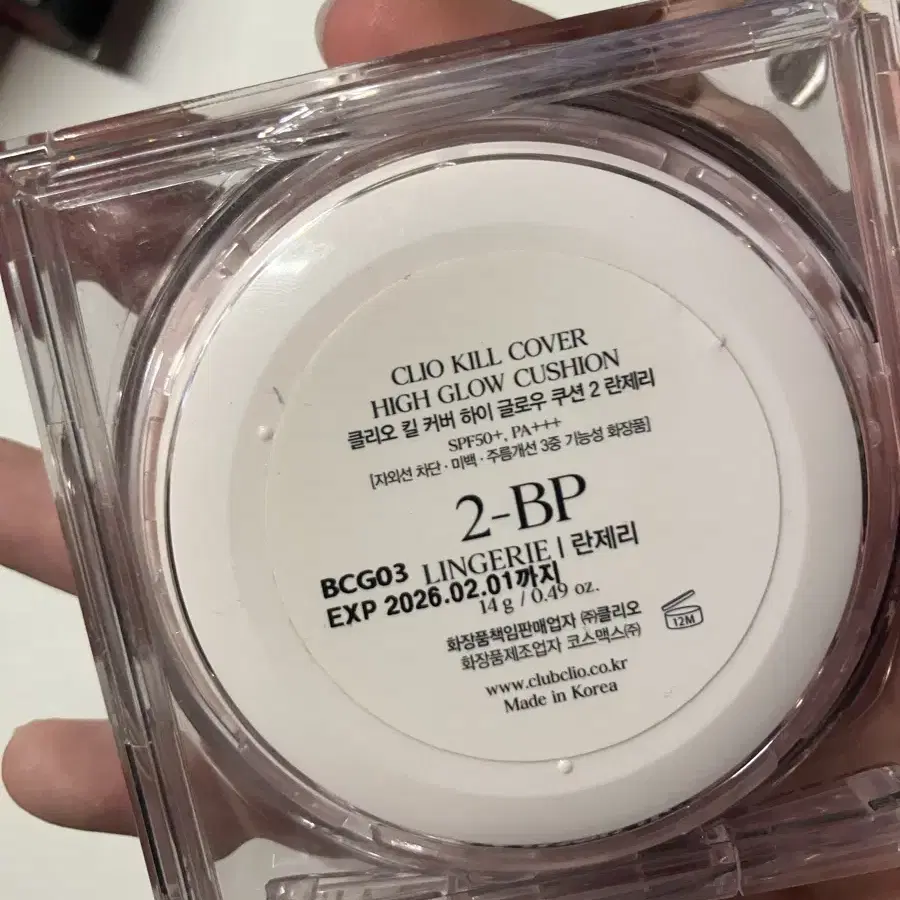 CLIO KILL COVER
HIGH GLOW CUSHION
클리오 킬 커버 하이 글로우 쿠션 2 란제리
SPF50+, PA+++
[자외선 차단 · 미백 · 주름개선 3중 기능성 화장품]
2-BP
LINGERIE | 란제리
BCG03
EXP 2026.02.01까지
14 g / 0.49 oz.
화장품책임판매업자 ㈜클리오
화장품제조업자 코스맥스㈜
12M
www.clubclio.co.kr
Made in Korea